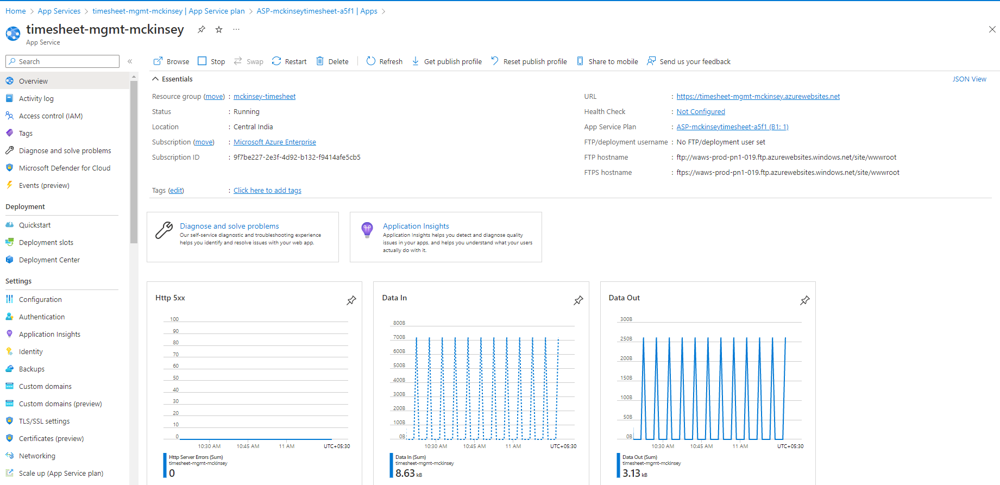 Home > App Services > timesheet-mgmt-mckinsey | App Service plan > ASP-mckinseytimesheet-a5f1 | Apps >
timesheet-mgmt-mckinsey
App Service
Search
Overview
Activity log
Access control (IAM)
Tags
Diagnose and solve problems
Microsoft Defender for Cloud
Events (preview)
Deployment
Quickstart
Deployment slots
Deployment Center
Settings
Configuration
Authentication
Application Insights
Identity
Backups
Custom domains
Custom domains (preview)
TLS/SSL settings
Certificates (preview)
Networking
Scale up (App Service plan)
Browse Stop Swap Restart Delete Refresh Get publish profile Reset publish profile Share to mobile Send us your feedback
Essentials JSON View
Resource group (move) : mckinsey-timesheet
Status : Running
Location : Central India
Subscription (move) : Microsoft Azure Enterprise
Subscription ID : 9f7be227-2e3f-4d92-b132-f9414afe5cb5
Tags (edit) : Click here to add tags
URL : https://timesheet-mgmt-mckinsey.azurewebsites.net
Health Check : Not Configured
App Service Plan : ASP-mckinseytimesheet-a5f1 (B1: 1)
FTP/deployment username : No FTP/deployment user set
FTP hostname : ftp://waws-prod-pn1-019.ftp.azurewebsites.windows.net/site/wwwroot
FTPS hostname : ftps://waws-prod-pn1-019.ftp.azurewebsites.windows.net/site/wwwroot
Diagnose and solve problems
Our self-service diagnostic and troubleshooting experience
helps you identify and resolve issues with your web app.
Application Insights
Application Insights helps you detect and diagnose quality
issues in your apps, and helps you understand what your users
actually do with it.
Http 5xx
100
90
80
70
60
50
40
30
20
10
0
10:30 AM 10:45 AM 11 AM UTC+05:30
Http Server Errors (Sum)
timesheet-mgmt-mckinsey
0
Data In
800B
700B
600B
500B
400B
300B
200B
100B
0B
10:30 AM 10:45 AM 11 AM UTC+05:30
Data In (Sum)
timesheet-mgmt-mckinsey
8.63 kB
Data Out
300B
250B
200B
150B
100B
50B
0B
10:30 AM 10:45 AM 11 AM UTC+05:30
Data Out (Sum)
timesheet-mgmt-mckinsey
3.13 kB